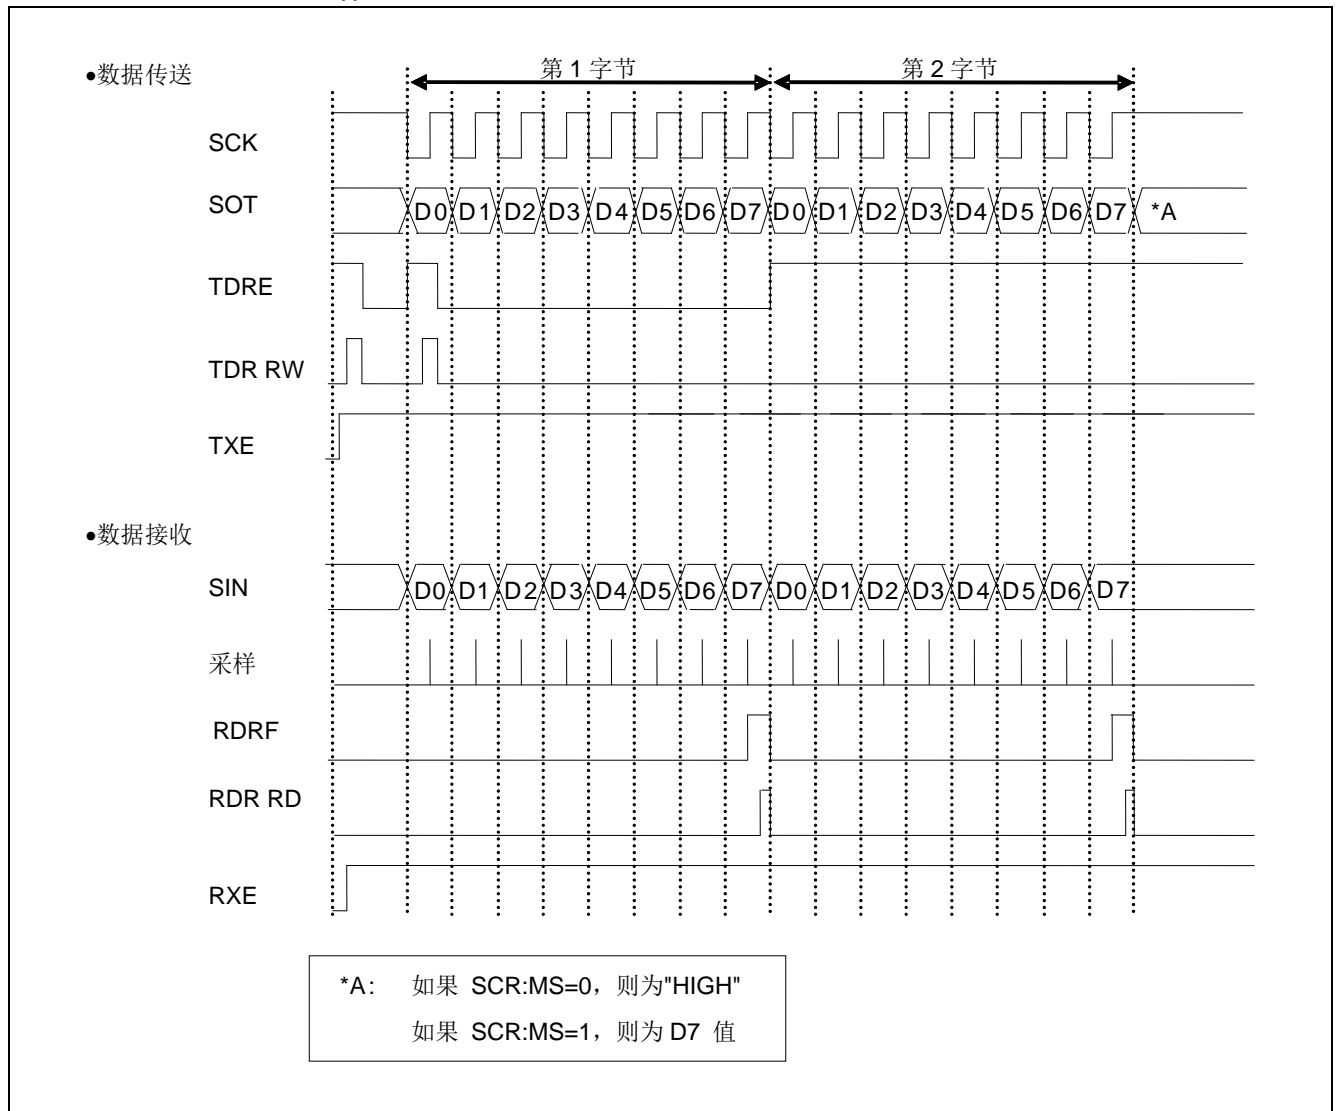 ●数据传送
第 1 字节 第 2 字节
SCK
SOT D0 D1 D2 D3 D4 D5 D6 D7 D0 D1 D2 D3 D4 D5 D6 D7 *A
TDRE
TDR RW
TXE
●数据接收
SIN D0 D1 D2 D3 D4 D5 D6 D7 D0 D1 D2 D3 D4 D5 D6 D7
采样
RDRF
RDR RD
RXE
*A: 如果 SCR:MS=0，则为"HIGH"
如果 SCR:MS=1，则为 D7 值